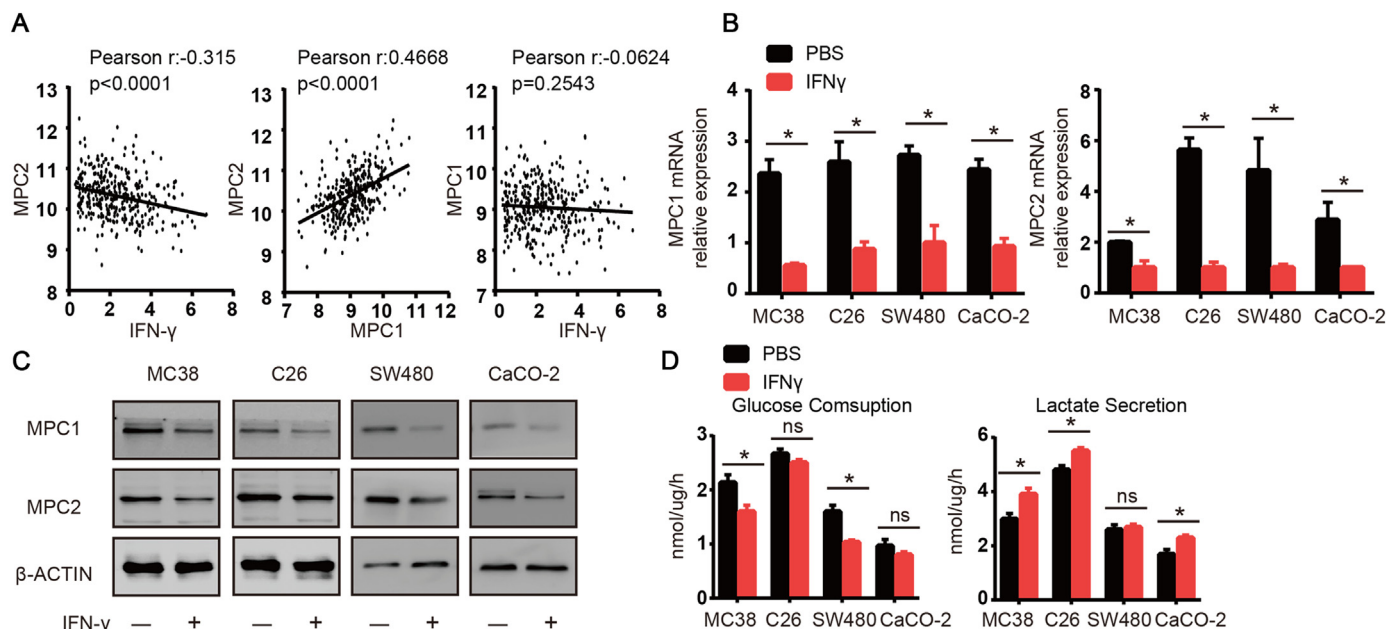 A
Pearson r:-0.315
p<0.0001
MPC2
13
12
11
10
9
8
0 2 4 6 8
IFN-γ
Pearson r:0.4668
p<0.0001
MPC2
13
12
11
10
9
8
7 8 9 10 11 12
MPC1
Pearson r:-0.0624
p=0.2543
MPC1
12
11
10
9
8
7
0 2 4 6 8
IFN-γ
B
PBS
IFNγ
MPC1 mRNA
relative expression
4
3
2
1
0
* * * *
MC38 C26 SW480 CaCO-2
MPC2 mRNA
relative expression
8
6
4
2
0
* * * *
MC38 C26 SW480 CaCO-2
C
MC38 C26 SW480 CaCO-2
MPC1
MPC2
β-ACTIN
IFN-γ — + — + — + — +
D
PBS
IFNγ
Glucose Comsuption
nmol/ug/h
3
2
1
0
* ns * ns
MC38 C26 SW480 CaCO-2
Lactate Secretion
nmol/ug/h
6
4
2
0
* * ns *
MC38 C26 SW480 CaCO-2